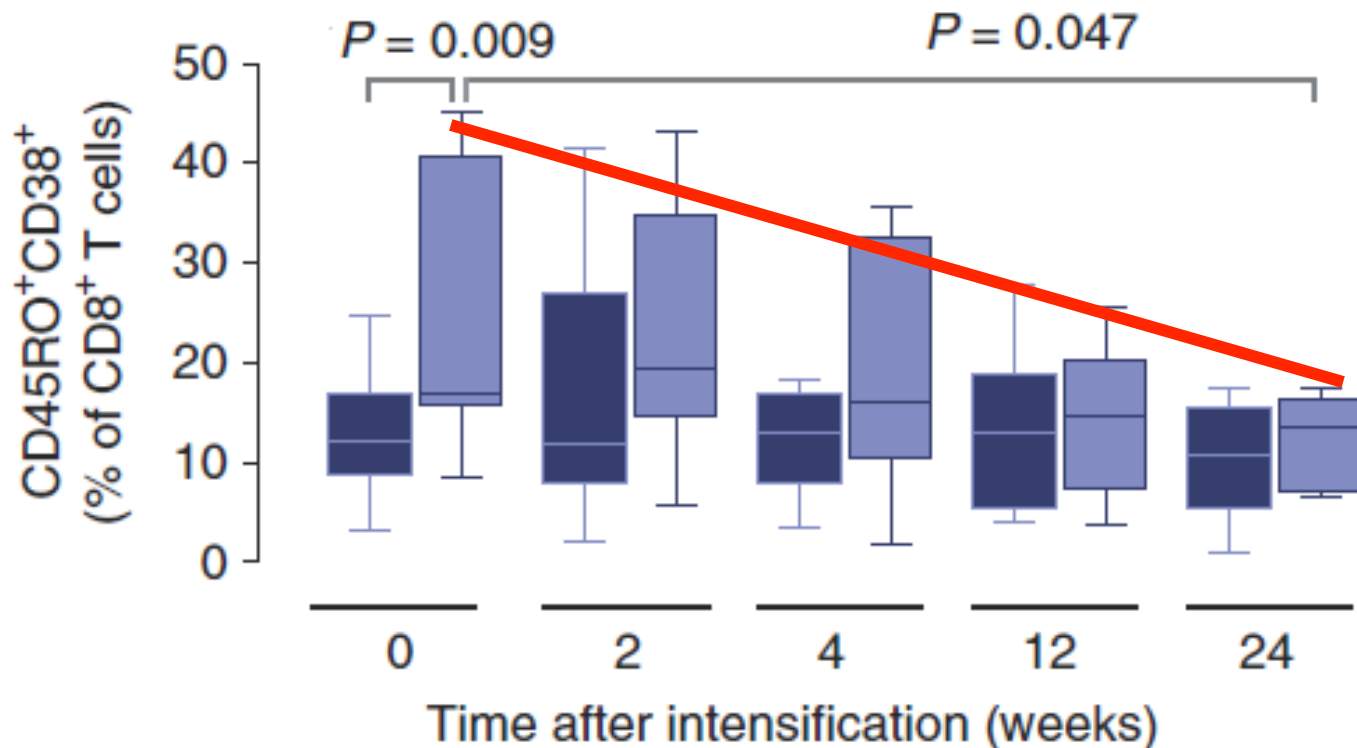 P = 0.009
P = 0.047
CD45RO⁺CD38⁺
(% of CD8⁺ T cells)
50
40
30
20
10
0
0 2 4 12 24
Time after intensification (weeks)